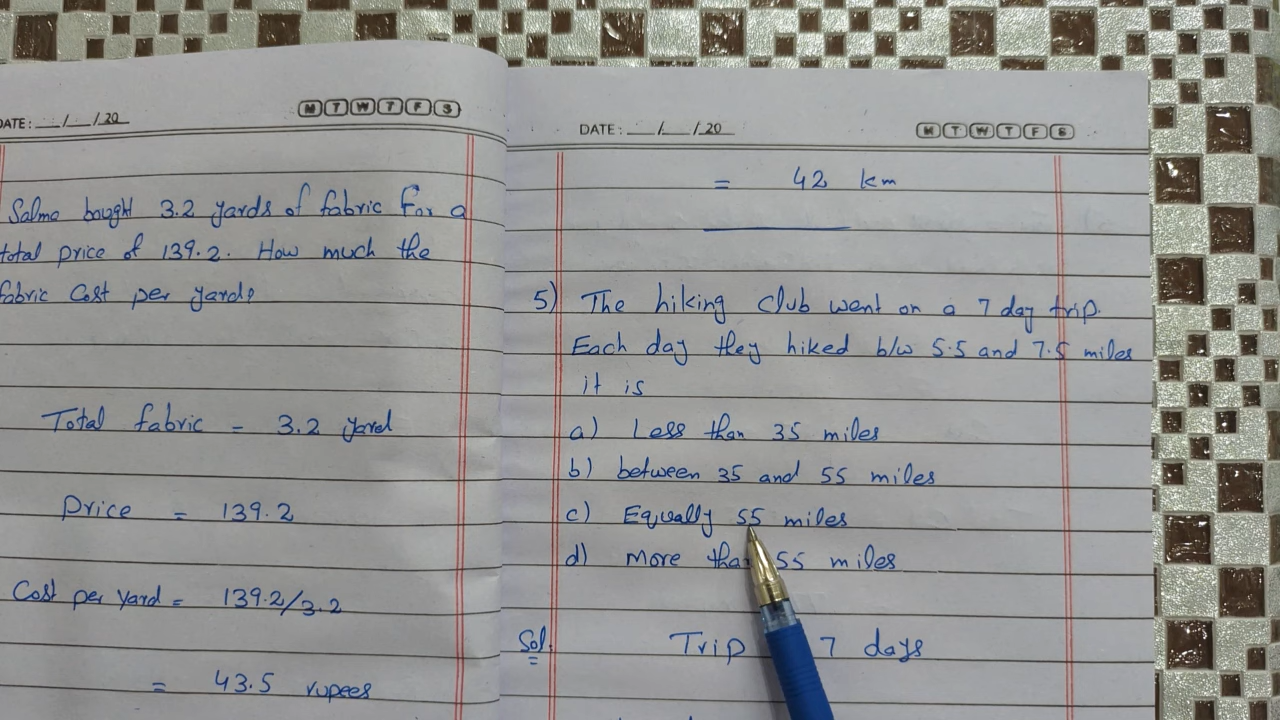 DATE: __/__/20
M T W T F S
Salma bought 3.2 yards of fabric for a
total price of 139.2. How much the
fabric cost per yard?
Total fabric = 3.2 yard
Price = 139.2
Cost per yard = 139.2/3.2
= 43.5 rupees
DATE: __/__/20
M T W T F S
= 42 km
5) The hiking club went on a 7 day trip.
Each day they hiked b/w 5.5 and 7.5 miles
it is
a) Less than 35 miles
b) between 35 and 55 miles
c) Equally 55 miles
d) More than 55 miles
Sol. Trip 7 days